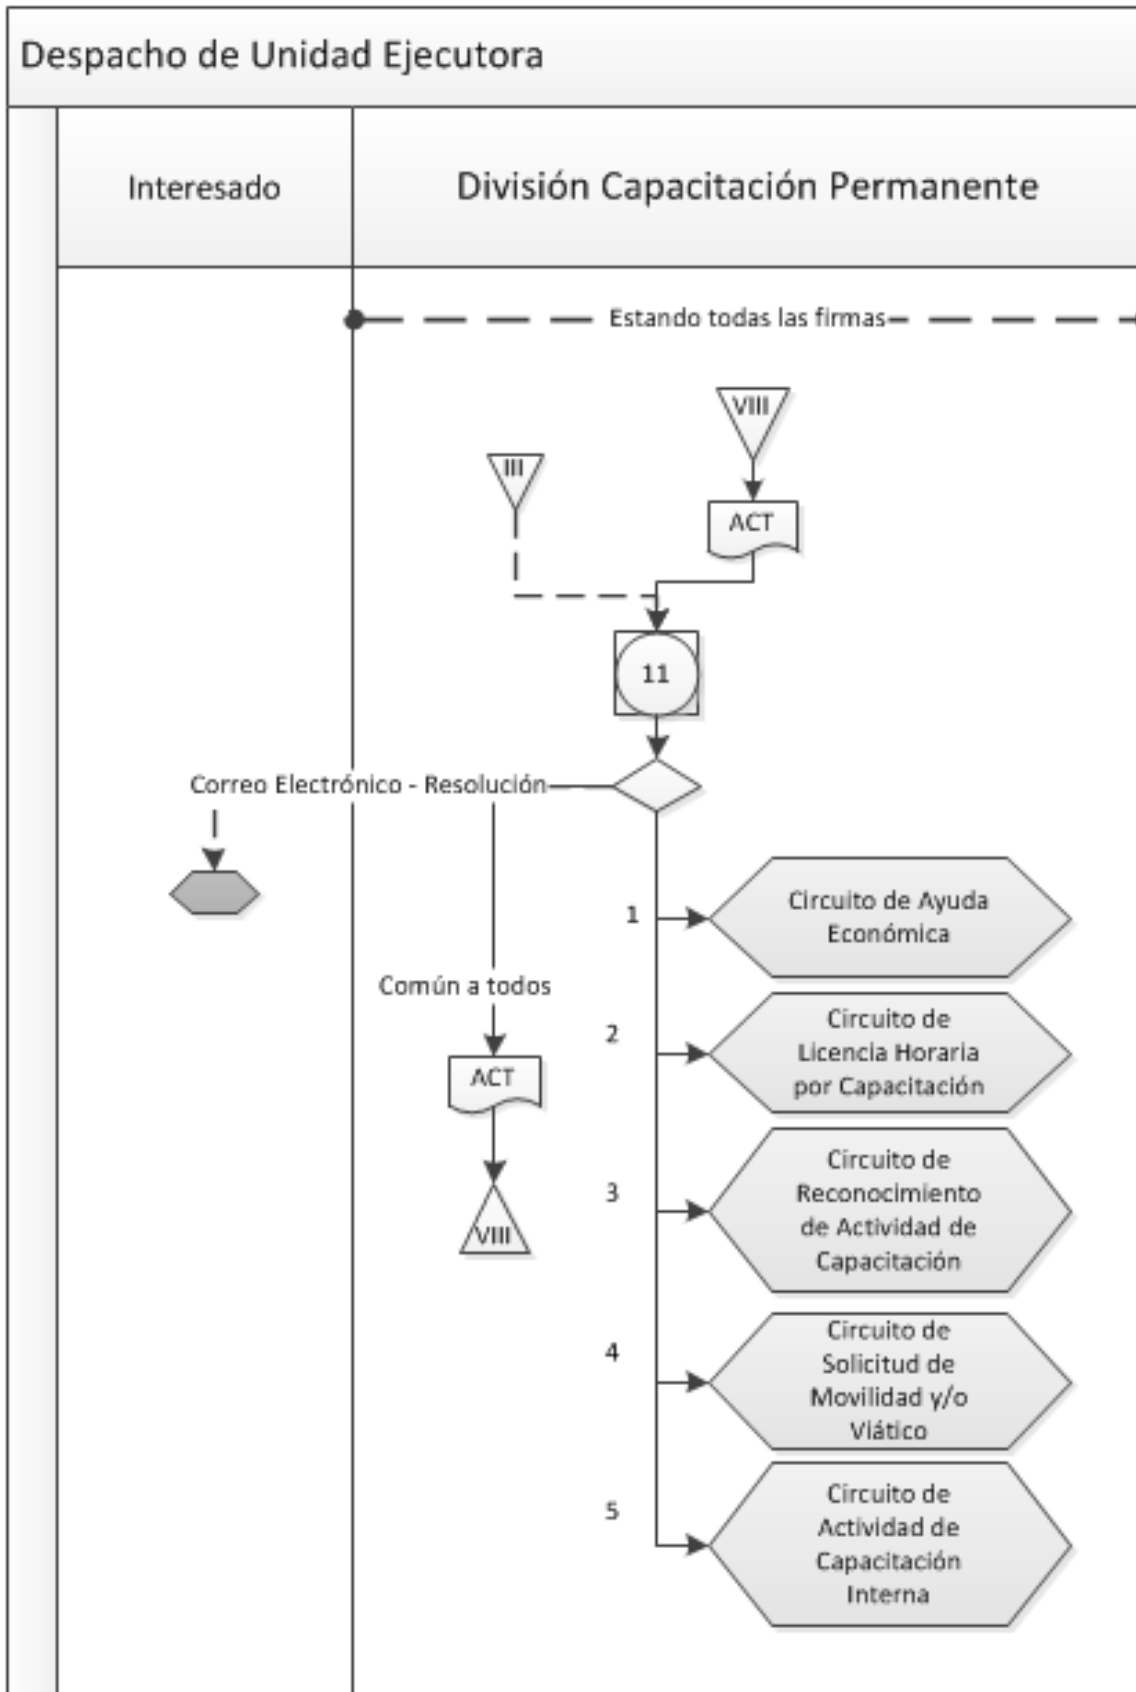 Despacho de Unidad Ejecutora
Interesado
División Capacitación Permanente
Estando todas las firmas
VIII
III
ACT
11
Correo Electrónico - Resolución
1
Circuito de Ayuda
Económica
Común a todos
2
Circuito de
Licencia Horaria
por Capacitación
ACT
3
Circuito de
Reconocimiento
de Actividad de
Capacitación
VIII
4
Circuito de
Solicitud de
Movilidad y/o
Viático
5
Circuito de
Actividad de
Capacitación
Interna